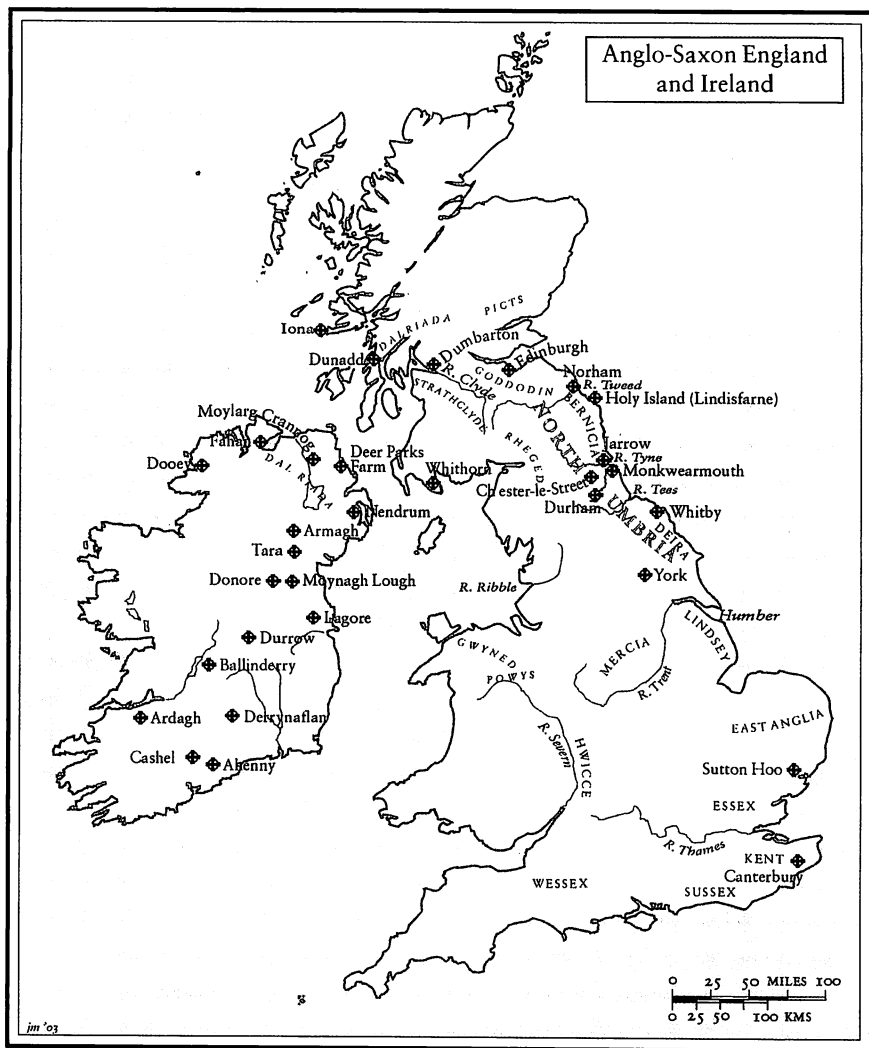 Anglo-Saxon England
and Ireland
PICTS
DALRIADA
Iona
Dunadd
Dumbarton
R. Clyde
Edinburgh
GODDODIN
Norham
R. Tweed
Holy Island (Lindisfarne)
STRATHCLYDE
BERNICIA
NORTH
UMBRIA
RHEGED
Moylarg Crannog
Fahan
Dooey
DAL RIADA
Deer Parks
Farm
Whithorn
Jarrow
R. Tyne
Monkwearmouth
Chester-le-Street
R. Tees
Durham
Whitby
DEIRA
Nendrum
Armagh
Tara
Donore
Moynagh Lough
York
R. Ribble
Lagore
Humber
LINDSEY
Durrow
GWYNED
MERCIA
Ballinderry
POWYS
R. Trent
Ardagh
Derrynaflan
EAST ANGLIA
R. Severn
HWICCE
Cashel
Ahenny
Sutton Hoo
ESSEX
R. Thames
KENT
Canterbury
WESSEX
SUSSEX
0 25 50 MILES 100
0 25 50 100 KMS
jm '03